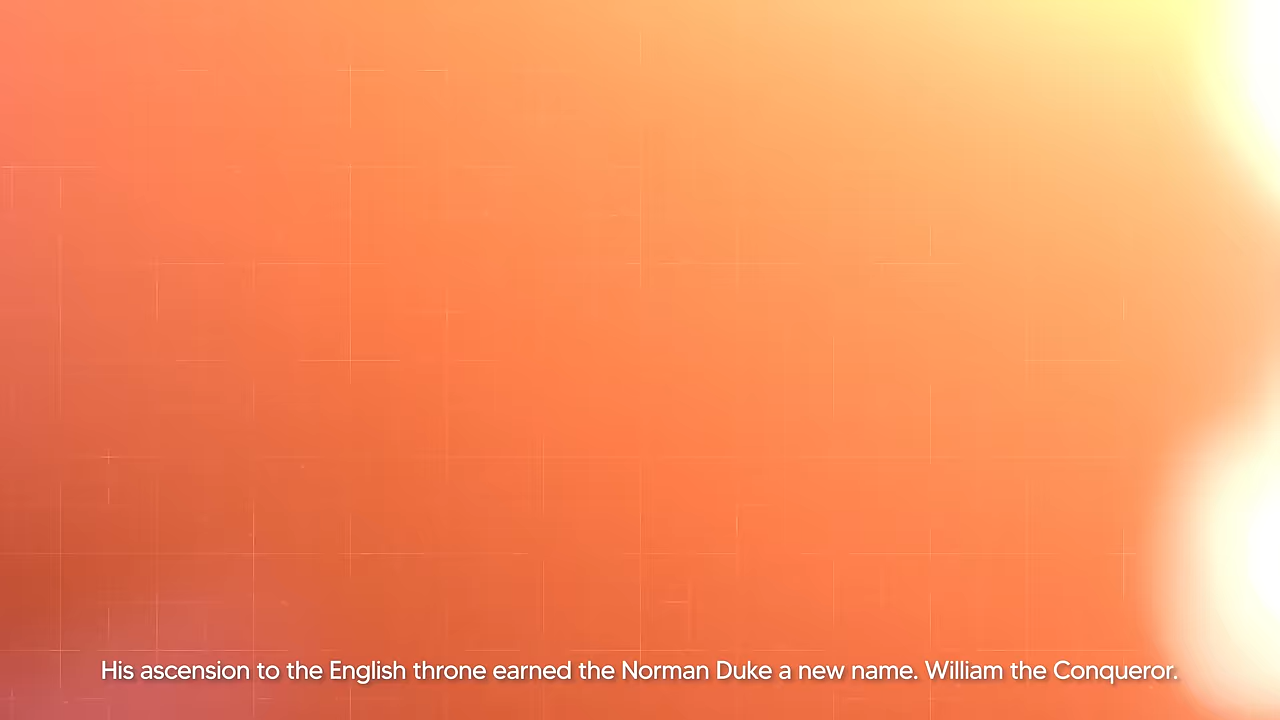 His ascension to the English throne earned the Norman Duke a new name. William the Conqueror.